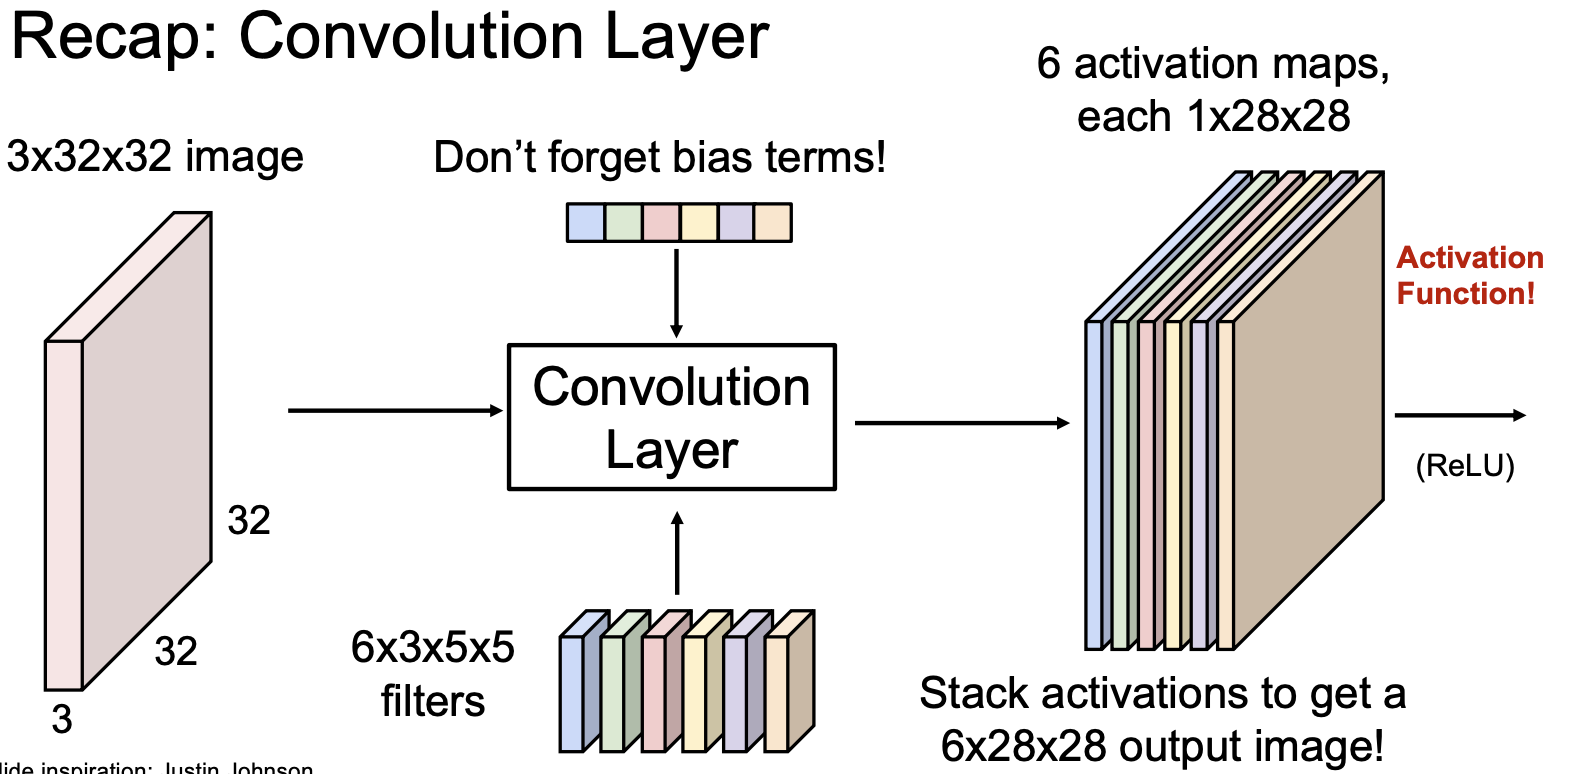 Recap: Convolution Layer
6 activation maps,
each 1x28x28
3x32x32 image
Don't forget bias terms!
Activation
Function!
Convolution
Layer
(ReLU)
32
32
3
6x3x5x5
filters
Stack activations to get a
6x28x28 output image!
lide inspiration: Justin Johnson